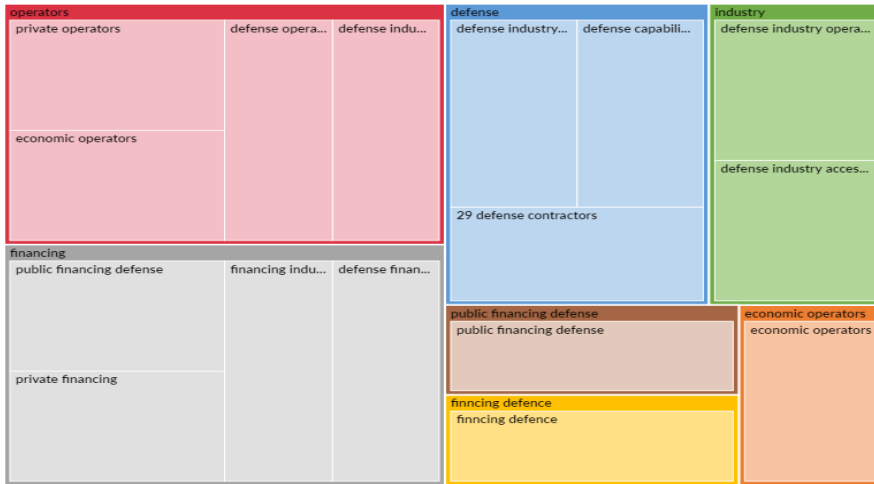 operators
private operators
defense opera...
defense indu...
economic operators
financing
public financing defense
financing indu...
defense finan...
private financing
defense
defense industry...
defense capabili...
29 defense contractors
industry
defense industry opera...
defense industry acces...
public financing defense
public financing defense
finncing defence
finncing defence
economic operators
economic operators